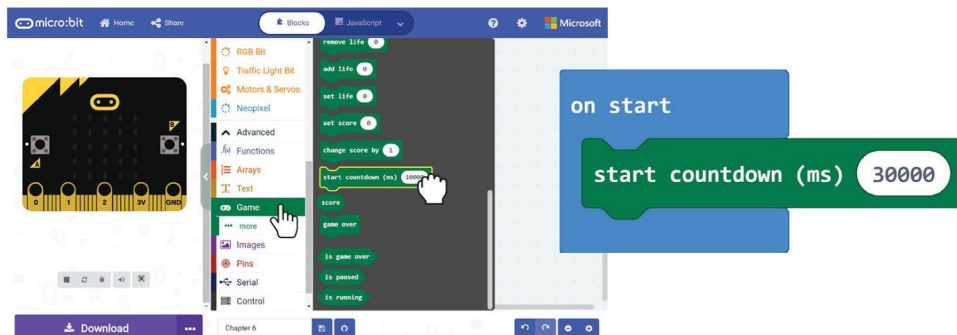 micro:bit Home Share Blocks JavaScript Microsoft
RGB Bit
Traffic Light Bit
Motors & Servos
Neopixel
Advanced
Functions
Arrays
Text
Game
more
Images
Pins
Serial
Control
remove life 0
add life 0
set life 0
set score 0
change score by 1
start countdown (ms) 10000
score
game over
is game over
is paused
is running
A
B
0 1 2 3V GND
Download
Chapter 6
on start
start countdown (ms) 30000